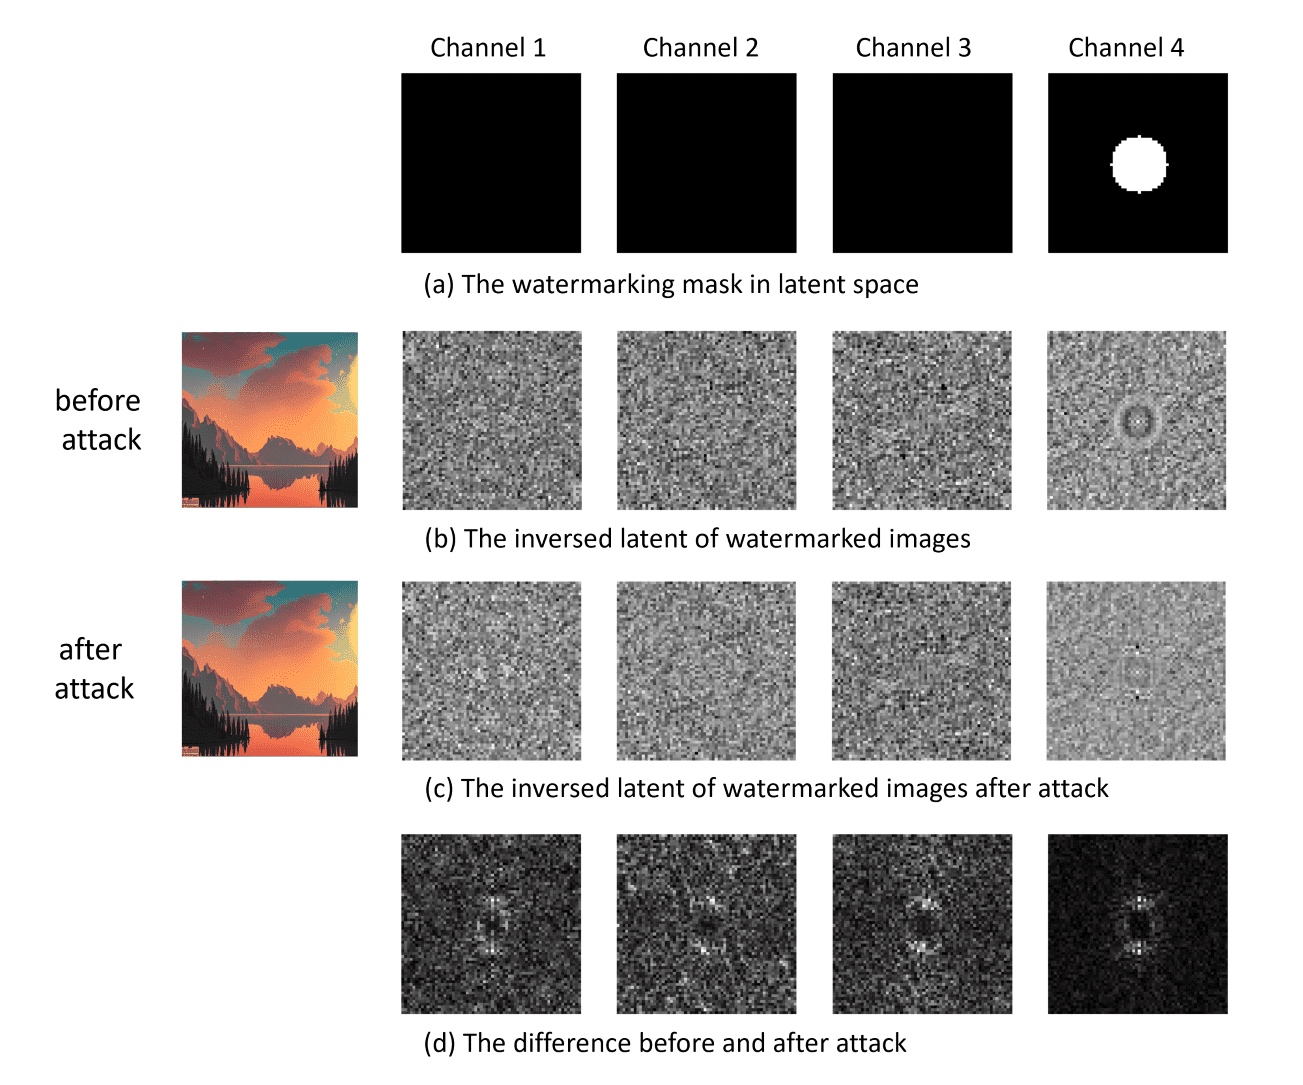 Channel 1 Channel 2 Channel 3 Channel 4
(a) The watermarking mask in latent space
before
attack
(b) The inversed latent of watermarked images
after
attack
(c) The inversed latent of watermarked images after attack
(d) The difference before and after attack